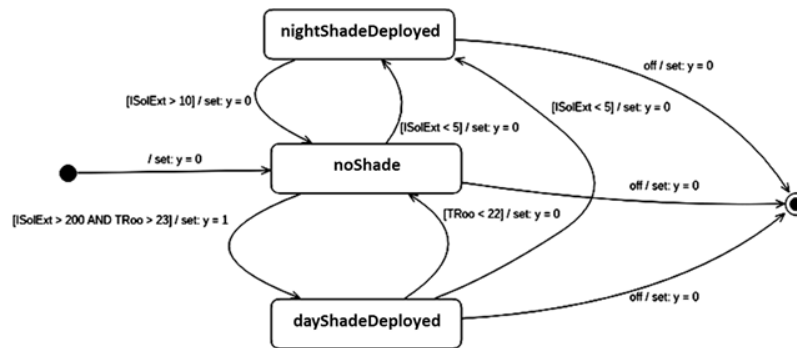 nightShadeDeployed
off / set: y = 0
[ISolExt > 10] / set: y = 0
[ISolExt < 5] / set: y = 0
[ISolExt < 5] / set: y = 0
/ set: y = 0
noShade
off / set: y = 0
[ISolExt > 200 AND TRoo > 23] / set: y = 1
[TRoo < 22] / set: y = 0
off / set: y = 0
dayShadeDeployed